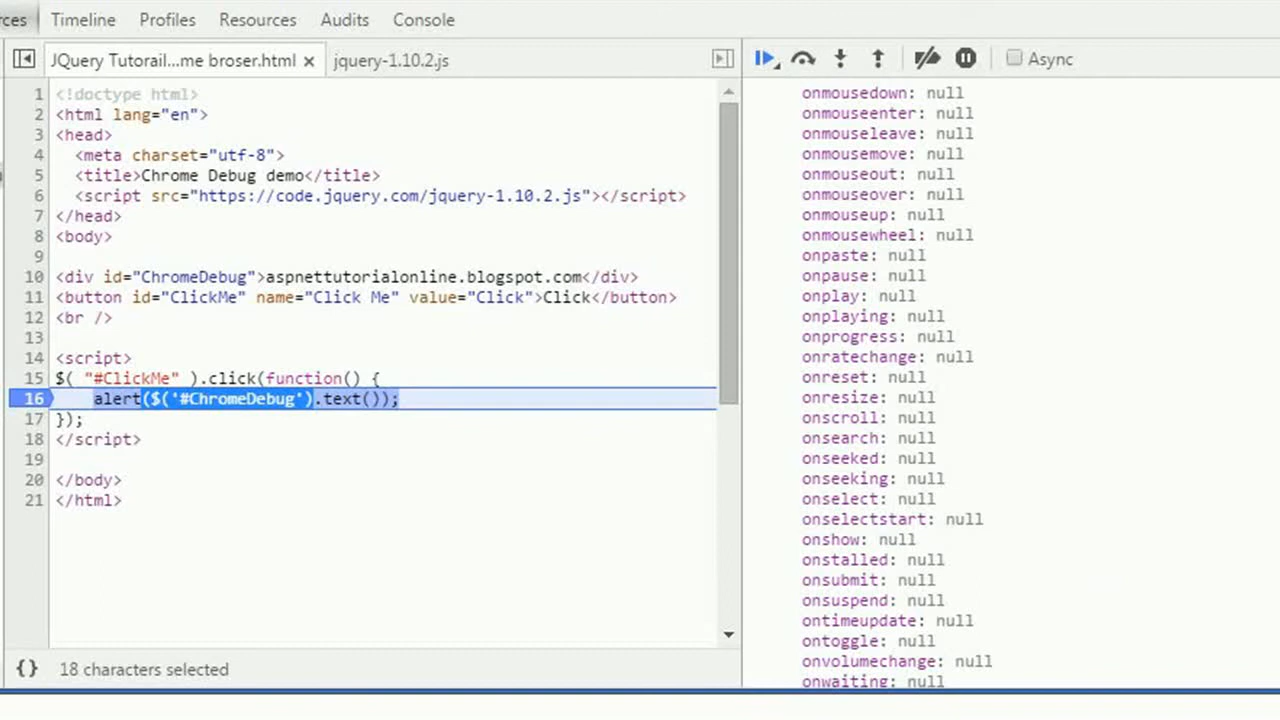 rces Timeline Profiles Resources Audits Console
JQuery Tutorail...me broser.html × jquery-1.10.2.js
Async
1 <!doctype html>
2 <html lang="en">
3 <head>
4 <meta charset="utf-8">
5 <title>Chrome Debug demo</title>
6 <script src="https://code.jquery.com/jquery-1.10.2.js"></script>
7 </head>
8 <body>
9
10 <div id="ChromeDebug">aspnettutorialonline.blogspot.com</div>
11 <button id="ClickMe" name="Click Me" value="Click">Click</button>
12 <br />
13
14 <script>
15 $( "#ClickMe" ).click(function() {
16 alert($('#ChromeDebug').text());
17 });
18 </script>
19
20 </body>
21 </html>
{} 18 characters selected
onmousedown: null
onmouseenter: null
onmouseleave: null
onmousemove: null
onmouseout: null
onmouseover: null
onmouseup: null
onmousewheel: null
onpaste: null
onpause: null
onplay: null
onplaying: null
onprogress: null
onratechange: null
onreset: null
onresize: null
onscroll: null
onsearch: null
onseeked: null
onseeking: null
onselect: null
onselectstart: null
onshow: null
onstalled: null
onsubmit: null
onsuspend: null
ontimeupdate: null
ontoggle: null
onvolumechange: null
onwaiting: null